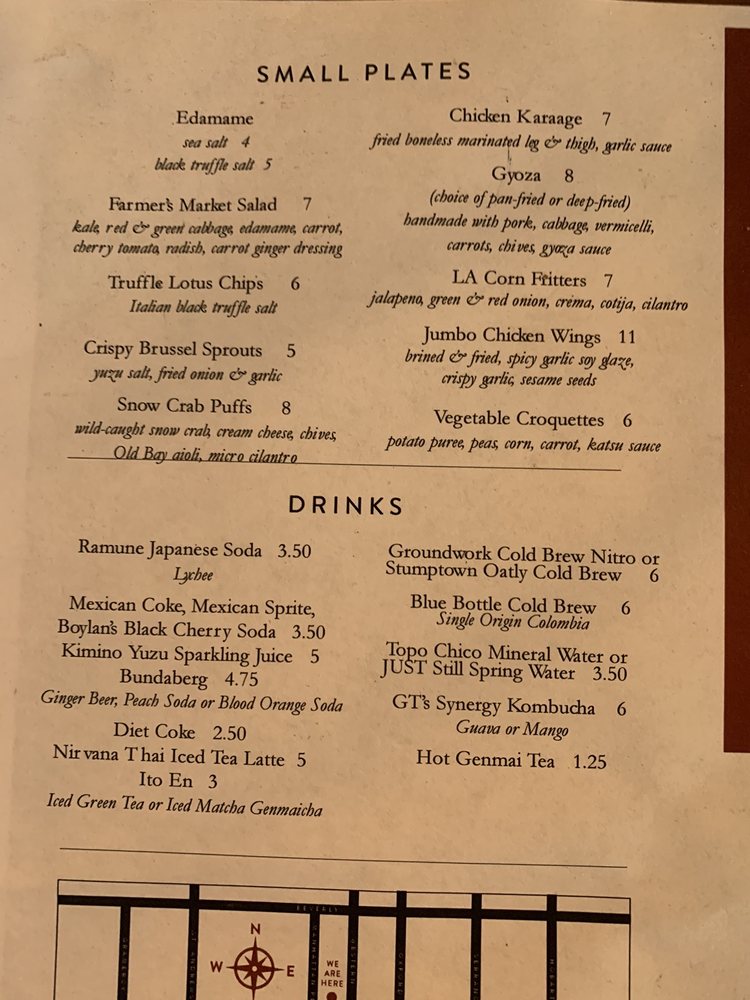 SMALL PLATES
Edamame
sea salt 4
black truffle salt 5
Farmer's Market Salad 7
kale, red & green cabbage, edamame, carrot,
cherry tomato, radish, carrot ginger dressing
Truffle Lotus Chips 6
Italian black truffle salt
Crispy Brussel Sprouts 5
yuzu salt, fried onion & garlic
Snow Crab Puffs 8
wild-caught snow crab, cream cheese, chives,
Old Bay aioli, micro cilantro
Chicken Karaage 7
fried boneless marinated leg & thigh, garlic sauce
Gyoza 8
(choice of pan-fried or deep-fried)
handmade with pork, cabbage, vermicelli,
carrots, chives, gyoza sauce
LA Corn Fritters 7
jalapeno, green & red onion, crema, cotija, cilantro
Jumbo Chicken Wings 11
brined & fried, spicy garlic soy glaze,
crispy garlic, sesame seeds
Vegetable Croquettes 6
potato puree, peas, corn, carrot, katsu sauce
DRINKS
Ramune Japanese Soda 3.50
Lychee
Mexican Coke, Mexican Sprite,
Boylan's Black Cherry Soda 3.50
Kimino Yuzu Sparkling Juice 5
Bundaberg 4.75
Ginger Beer, Peach Soda or Blood Orange Soda
Diet Coke 2.50
Nirvana Thai Iced Tea Latte 5
Ito En 3
Iced Green Tea or Iced Matcha Genmaicha
Groundwork Cold Brew Nitro or
Stumptown Oatly Cold Brew 6
Blue Bottle Cold Brew 6
Single Origin Colombia
Topo Chico Mineral Water or
JUST Still Spring Water 3.50
GT's Synergy Kombucha 6
Guava or Mango
Hot Genmai Tea 1.25
BEVERLY
N
W E
WE
ARE
HERE
MANHATTAN
WESTERN
OXFORD